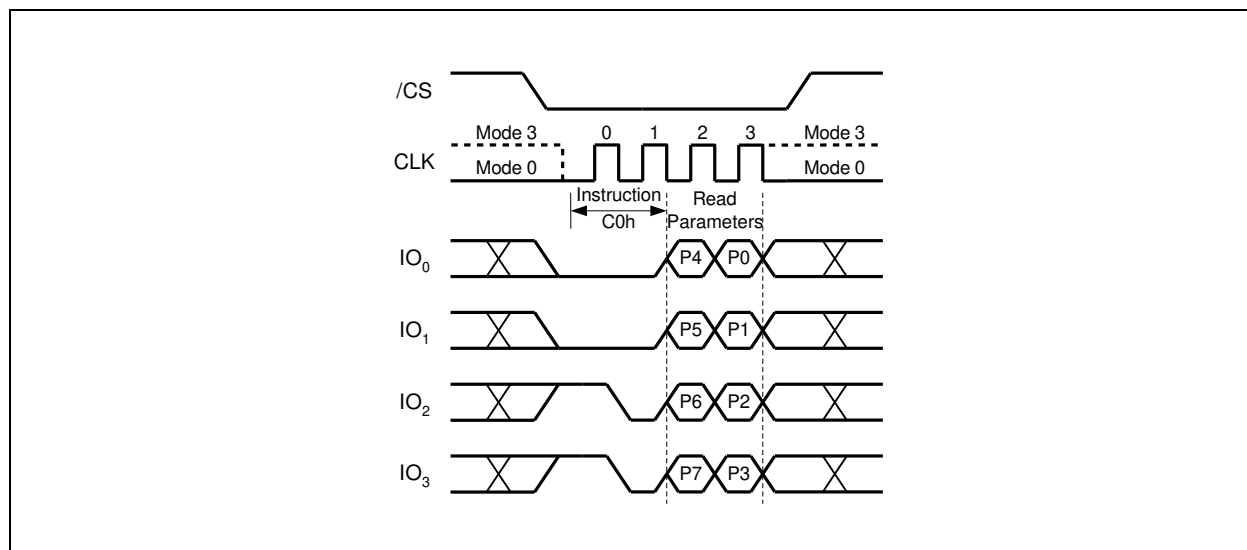 /CS
Mode 3 0 1 2 3 Mode 3
CLK
Mode 0 Mode 0
Instruction Read
C0h Parameters
IO0 P4 P0
IO1 P5 P1
IO2 P6 P2
IO3 P7 P3